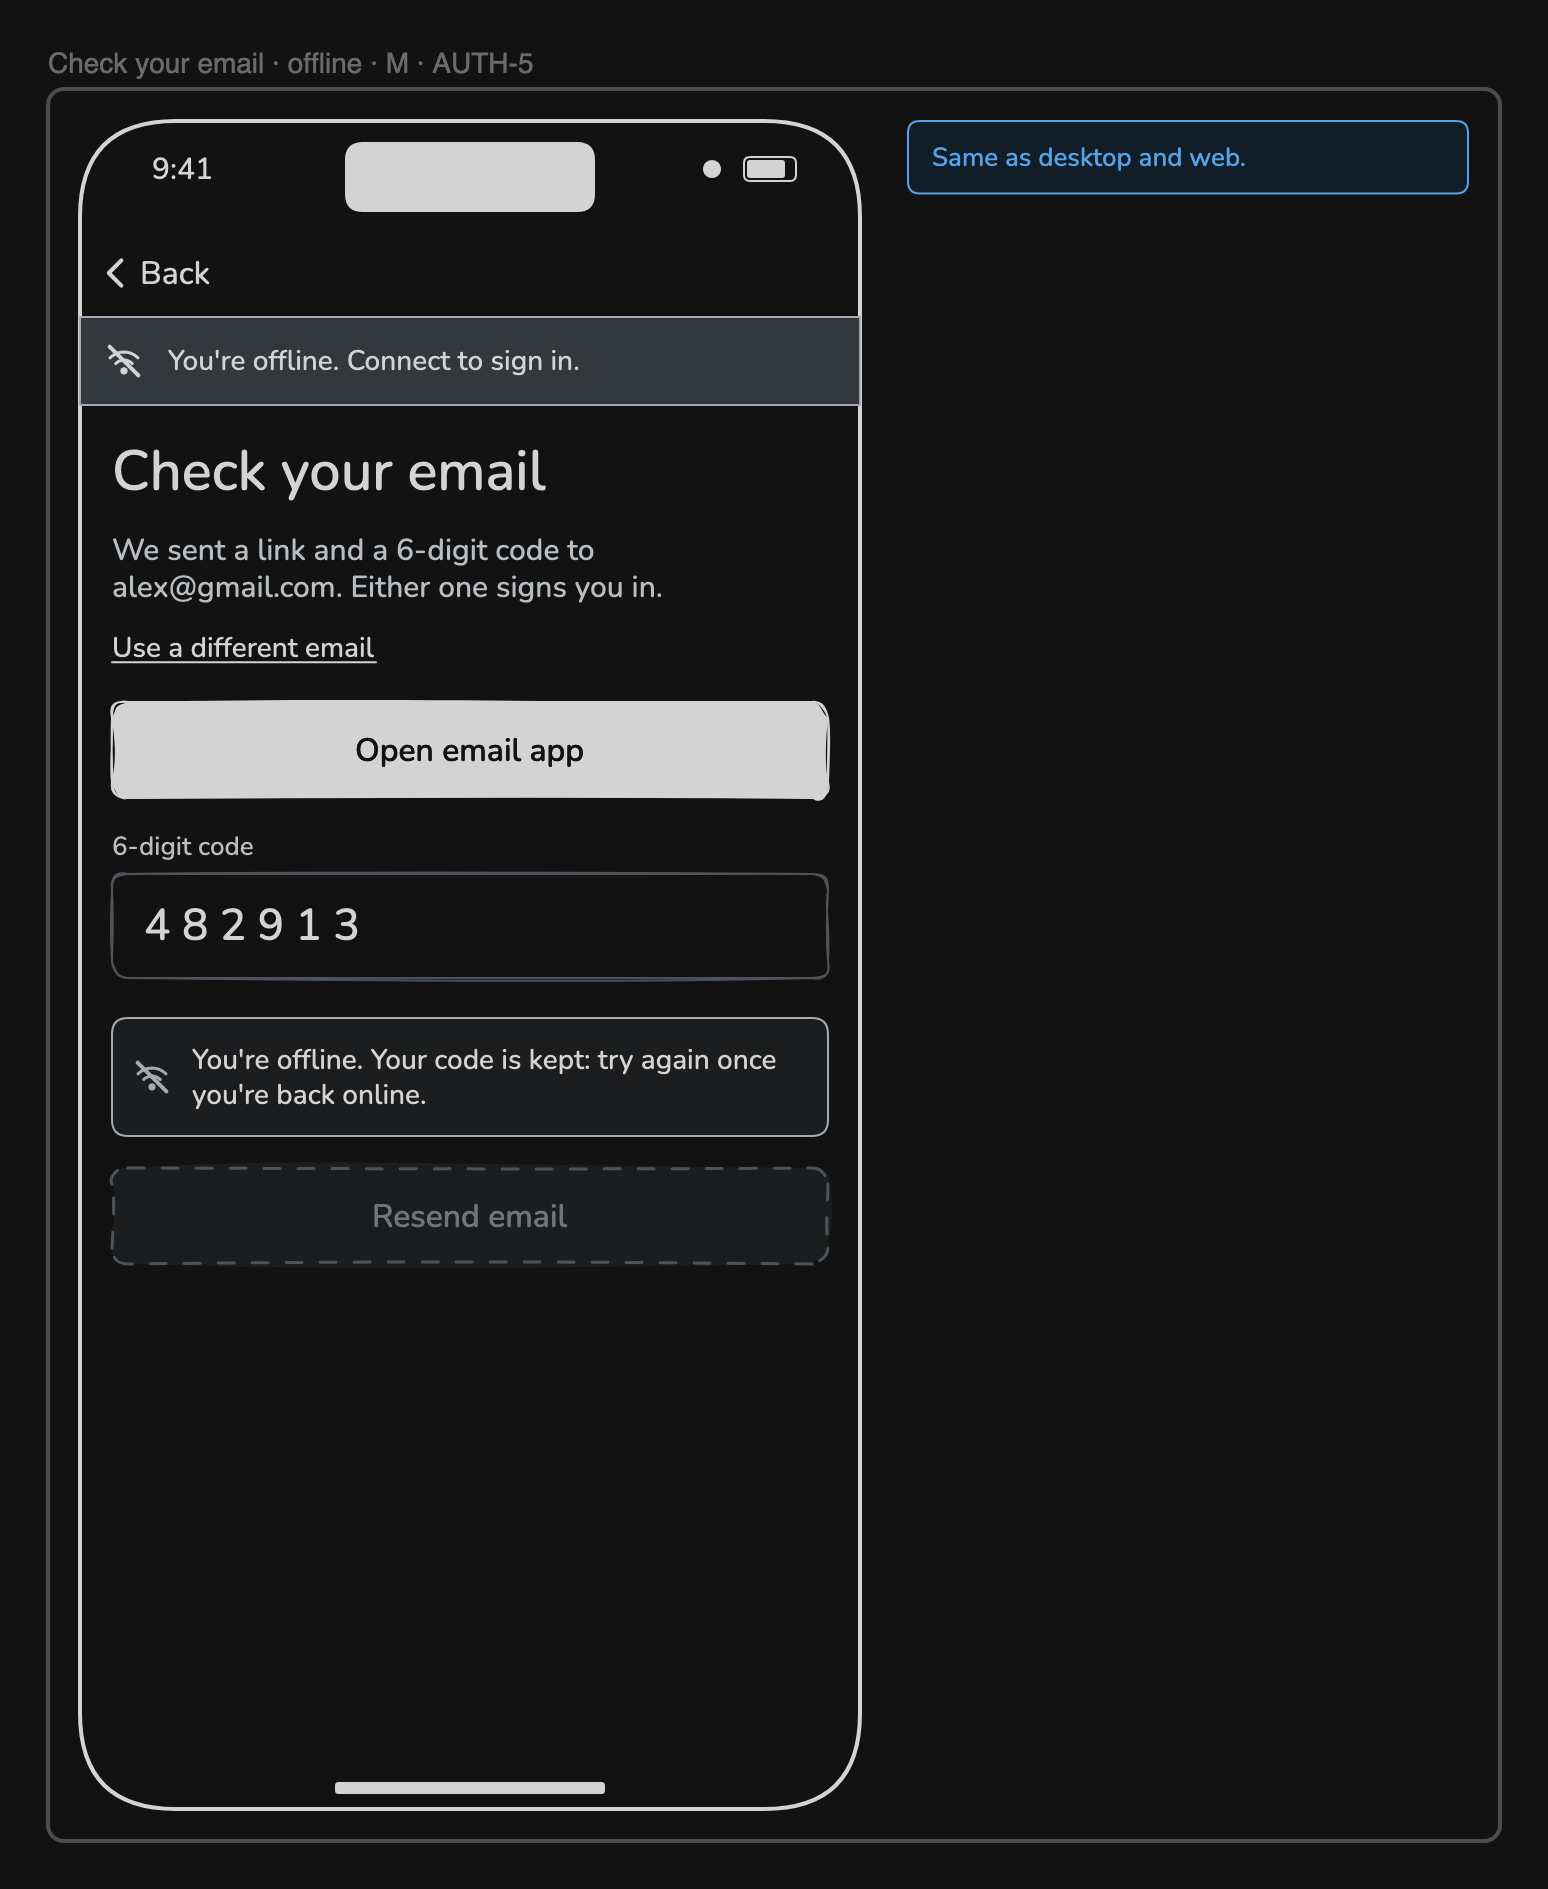 Check your email · offline · M · AUTH-5
9:41
Same as desktop and web.
Back
You're offline. Connect to sign in.
Check your email
We sent a link and a 6-digit code to
alex@gmail.com. Either one signs you in.
Use a different email
Open email app
6-digit code
4 8 2 9 1 3
You're offline. Your code is kept: try again once
you're back online.
Resend email